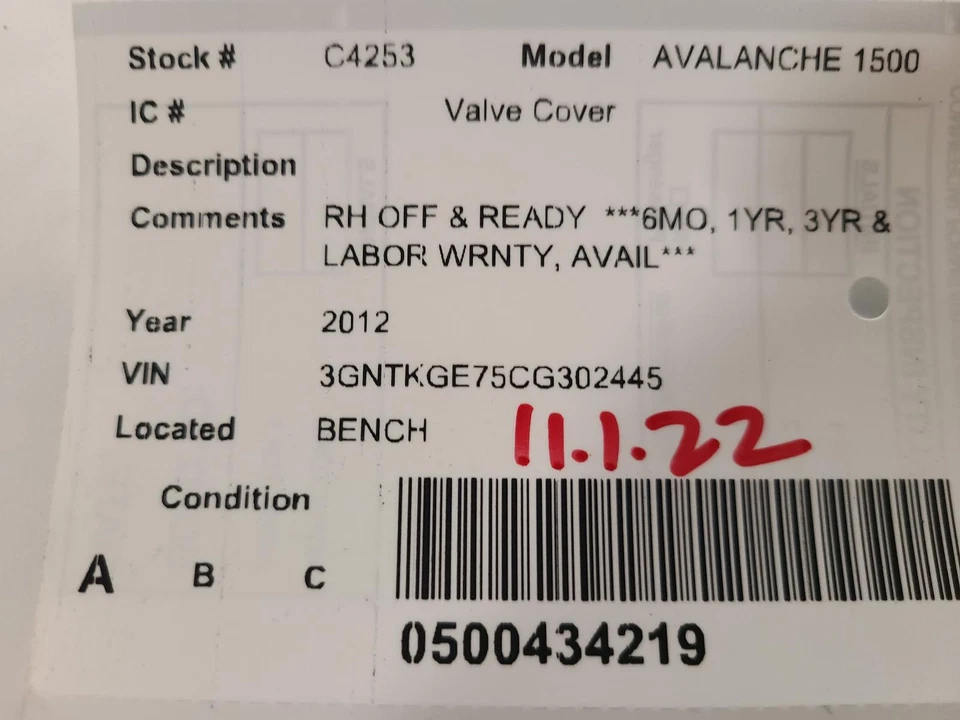 Stock # C4253 Model AVALANCHE 1500
IC # Valve Cover
Description
Comments RH OFF & READY ***6MO, 1YR, 3YR &
LABOR WRNTY, AVAIL***
Year 2012
VIN 3GNTKGE75CG302445
Located BENCH 11.1.22
Condition
A B C
0500434219